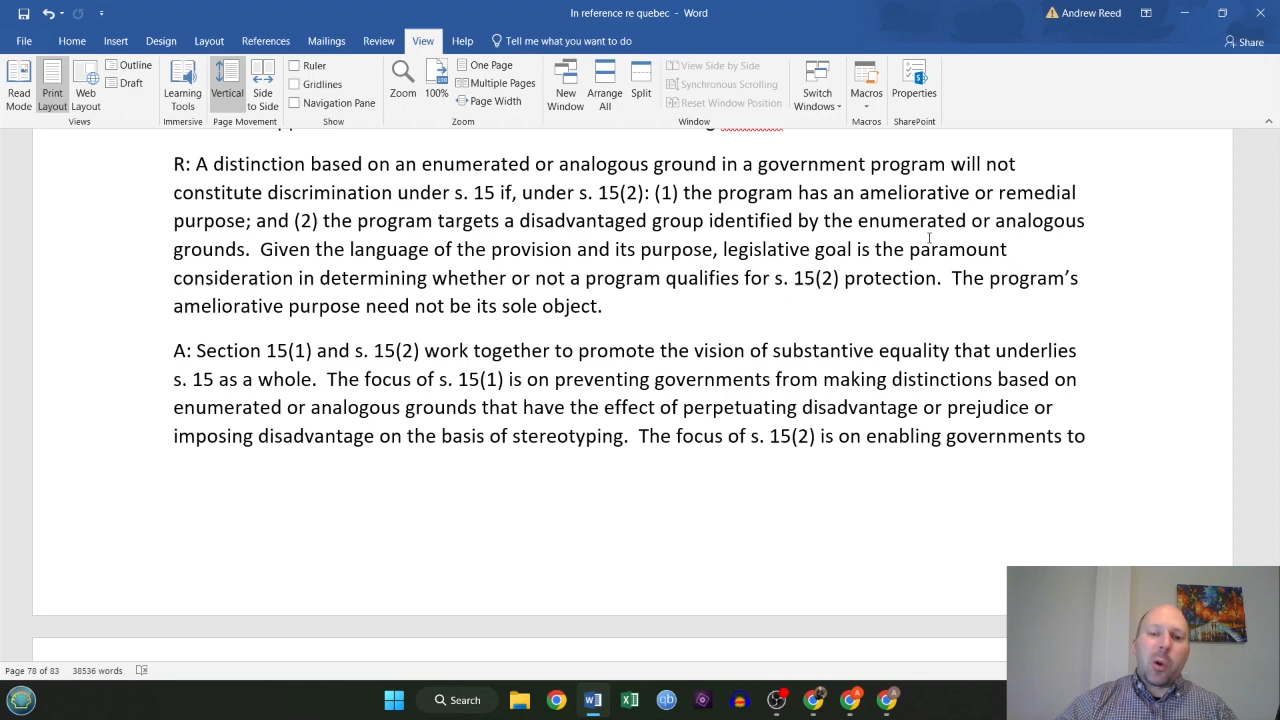 In reference re quebec - Word
Andrew Reed
File Home Insert Design Layout References Mailings Review View Help Tell me what you want to do
Share
Read Mode
Print Layout
Web Layout
Outline
Draft
Views
Learning Tools
Immersive
Vertical
Side to Side
Page Movement
Ruler
Gridlines
Navigation Pane
Show
Zoom
100%
One Page
Multiple Pages
Page Width
Zoom
New Window
Arrange All
Split
View Side by Side
Synchronous Scrolling
Reset Window Position
Window
Switch Windows
Macros
Macros
Properties
SharePoint
R: A distinction based on an enumerated or analogous ground in a government program will not
constitute discrimination under s. 15 if, under s. 15(2): (1) the program has an ameliorative or remedial
purpose; and (2) the program targets a disadvantaged group identified by the enumerated or analogous
grounds. Given the language of the provision and its purpose, legislative goal is the paramount
consideration in determining whether or not a program qualifies for s. 15(2) protection. The program's
ameliorative purpose need not be its sole object.
A: Section 15(1) and s. 15(2) work together to promote the vision of substantive equality that underlies
s. 15 as a whole. The focus of s. 15(1) is on preventing governments from making distinctions based on
enumerated or analogous grounds that have the effect of perpetuating disadvantage or prejudice or
imposing disadvantage on the basis of stereotyping. The focus of s. 15(2) is on enabling governments to
Page 78 of 83 38536 words
Search